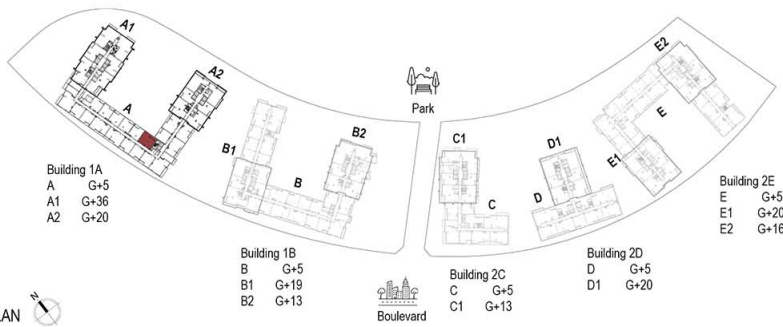 A1
A2
A
B1
B2
B
Park
C1
C
D1
D
E2
E
E1
Building 1A
A G+5
A1 G+36
A2 G+20
Building 1B
B G+5
B1 G+19
B2 G+13
Building 2C
C G+5
C1 G+13
Building 2D
D G+5
D1 G+20
Building 2E
E G+5
E1 G+20
E2 G+16
Boulevard
LAN
N